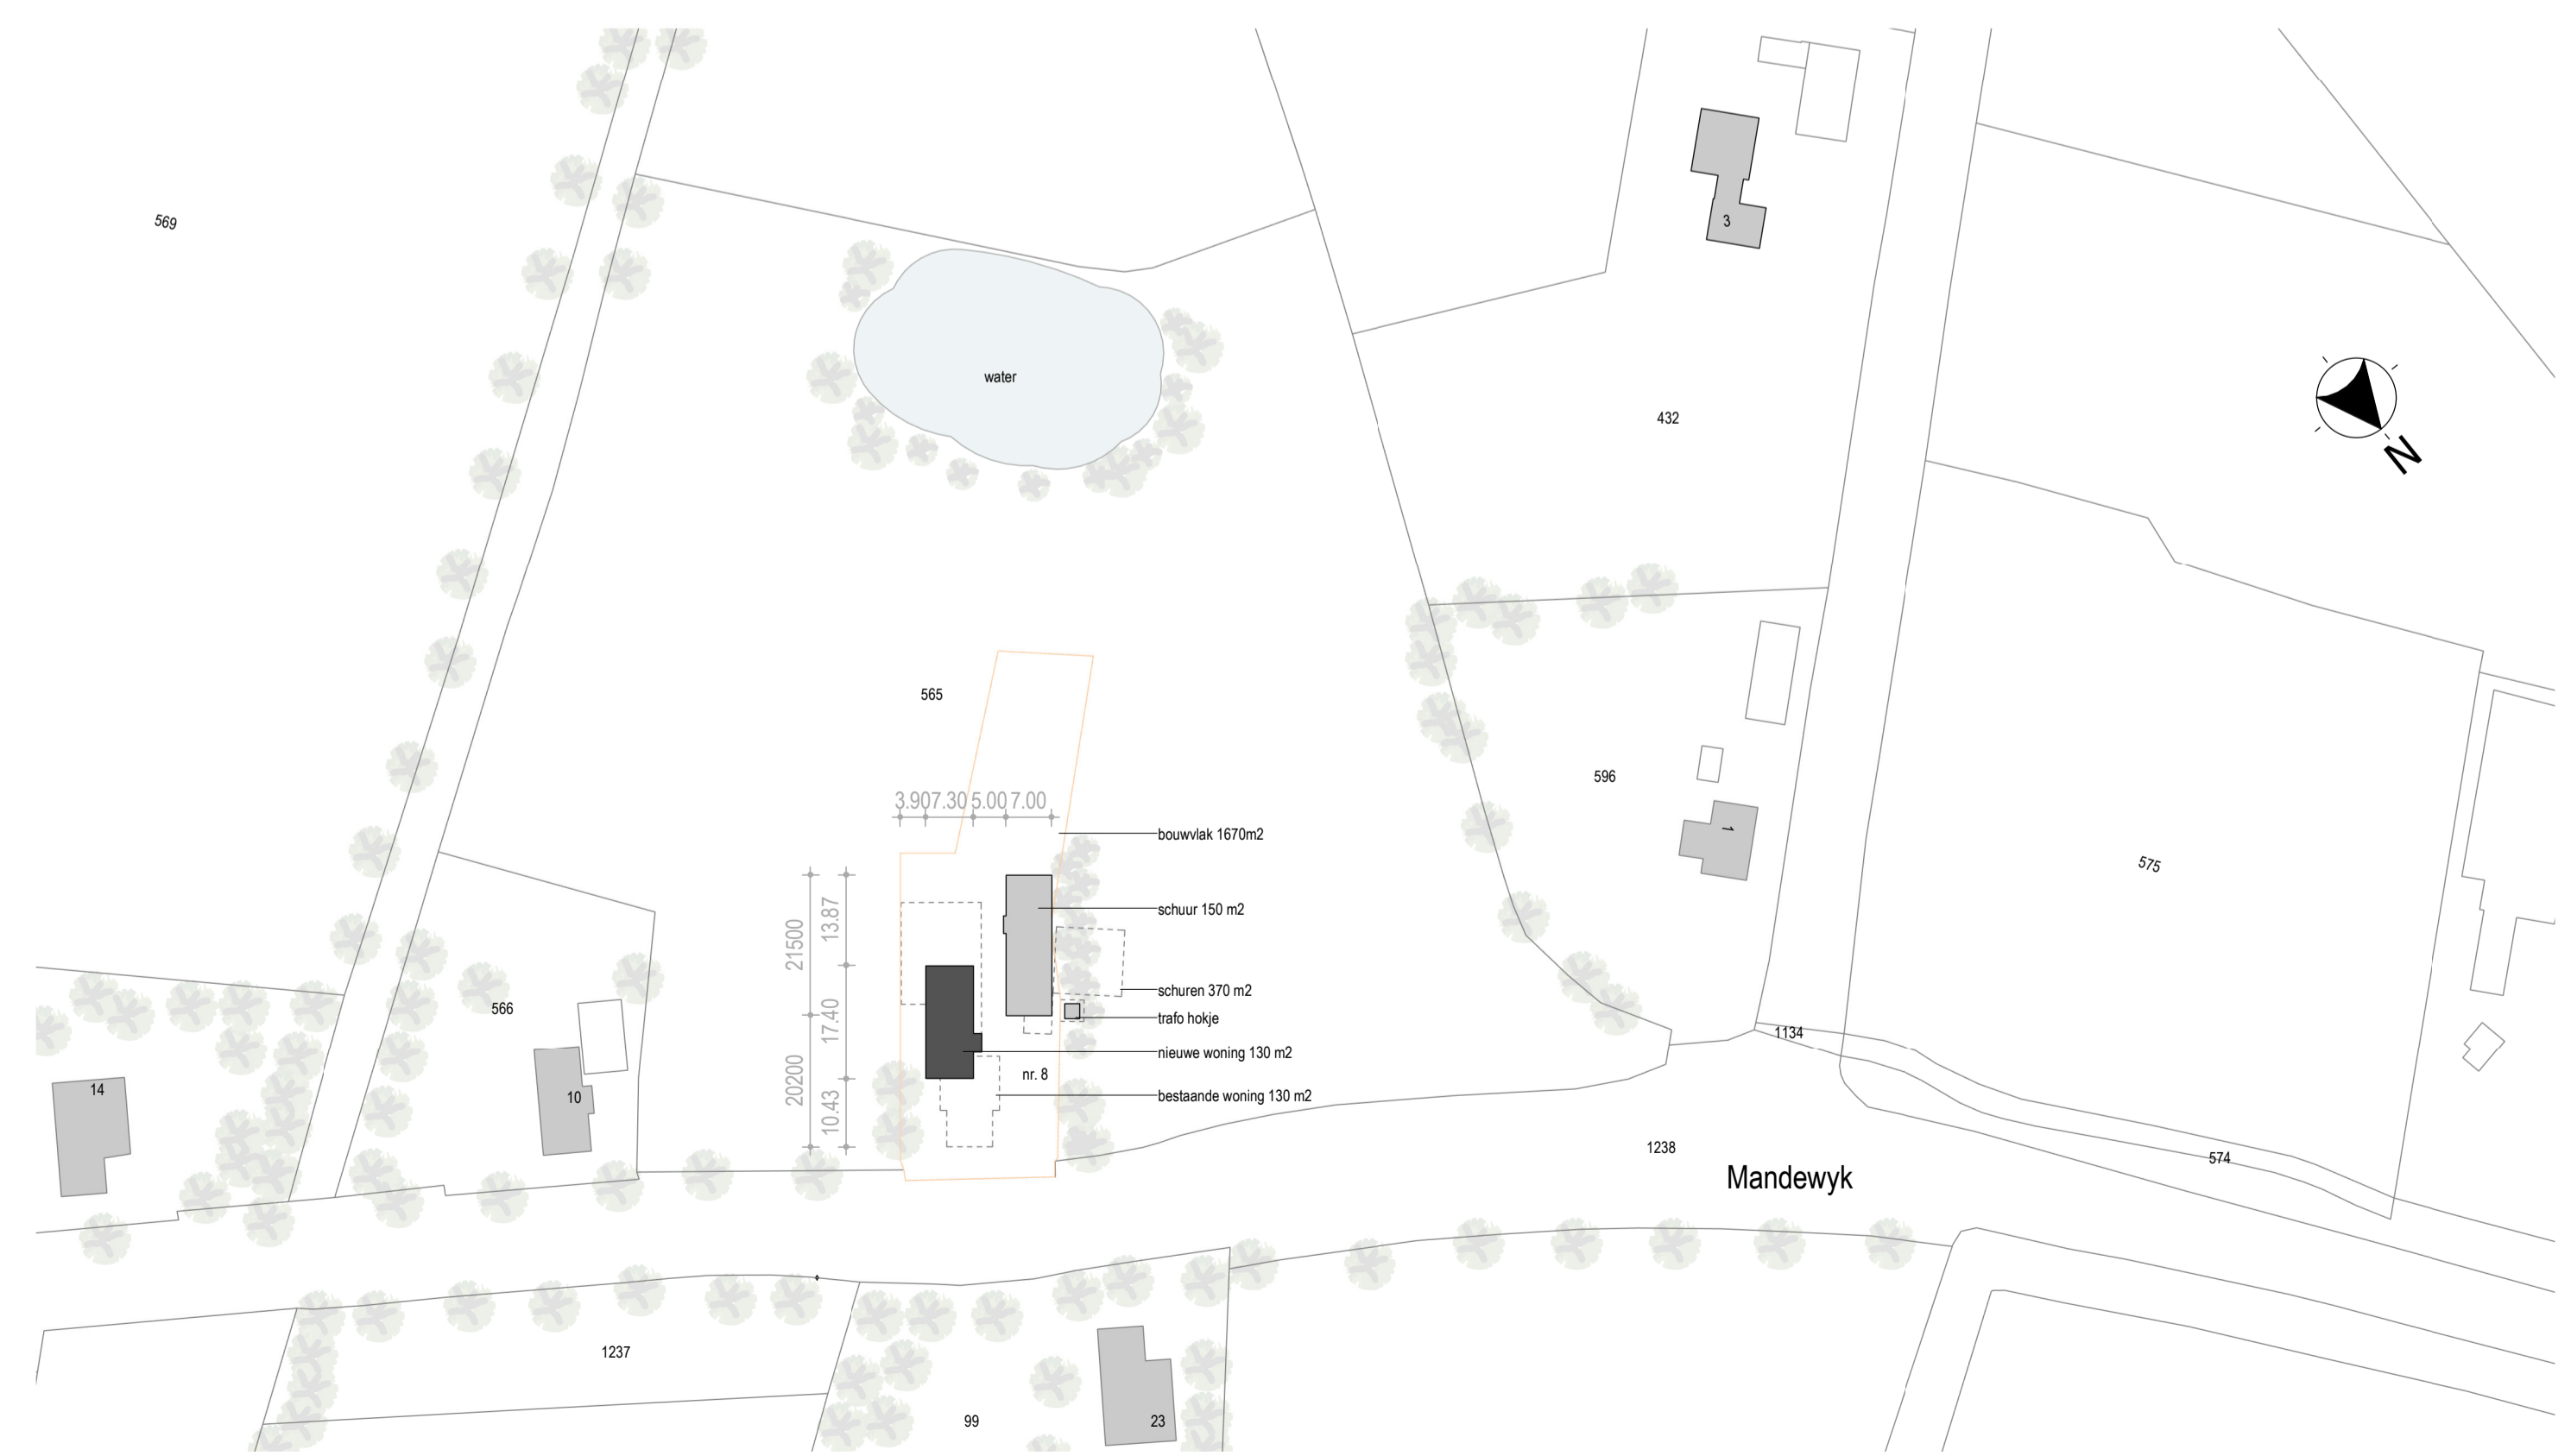 569
3
water
432
N
565
596
3.90
7.30
5.00
7.00
bouwvlak 1670m2
1
575
schuur 150 m2
13.87
21500
schuren 370 m2
566
trafo hokje
17.40
1134
nieuwe woning 130 m2
nr. 8
14
10
20200
10.43
bestaande woning 130 m2
1238
574
Mandewyk
1237
99
23